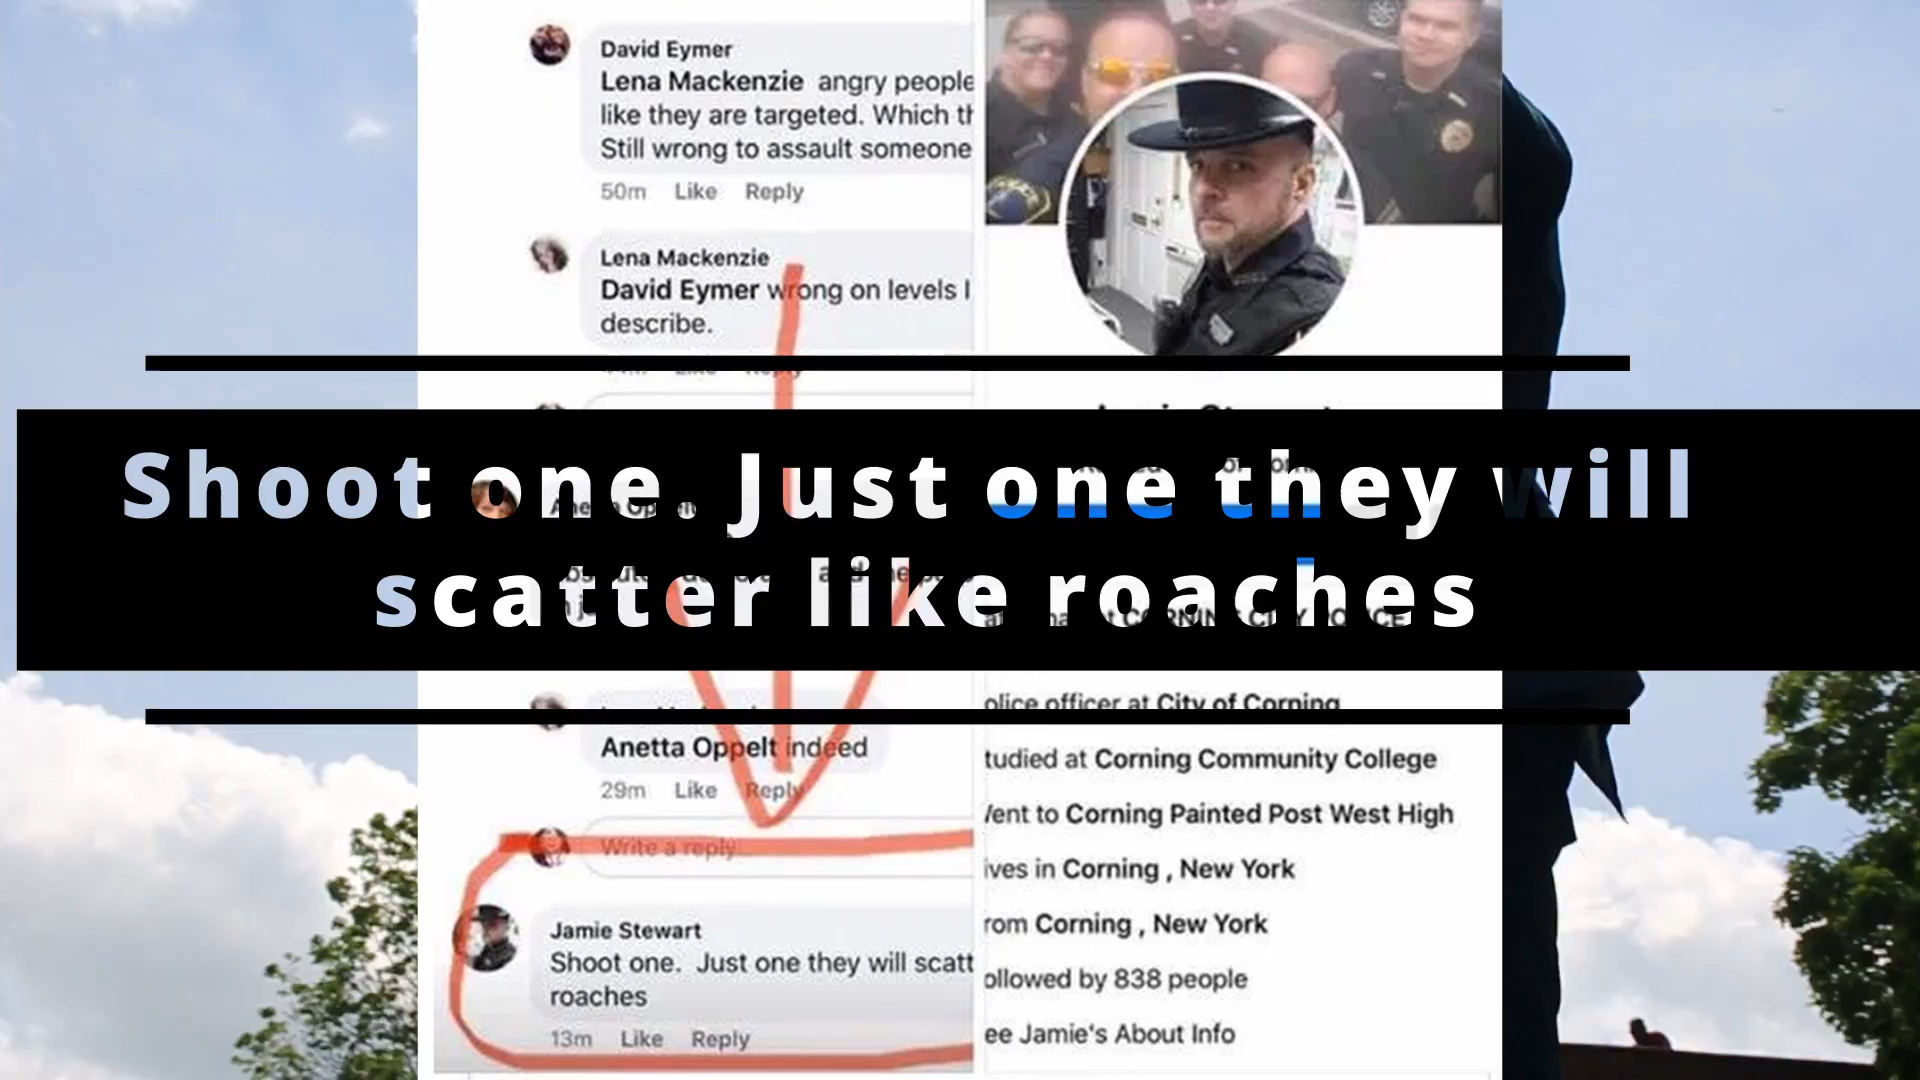 David Eymer
Lena Mackenzie angry people
like they are targeted. Which th
Still wrong to assault someone
50m Like Reply
Lena Mackenzie
David Eymer wrong on levels I
describe.
Shoot one. Just one they will
scatter like roaches
Anetta Oppelt indeed
29m Like Reply
Write a reply...
Jamie Stewart
Shoot one. Just one they will scatt
roaches
13m Like Reply
CORNING CITY POLICE
olice officer at City of Corning
tudied at Corning Community College
Vent to Corning Painted Post West High
ives in Corning , New York
rom Corning , New York
ollowed by 838 people
ee Jamie's About Info